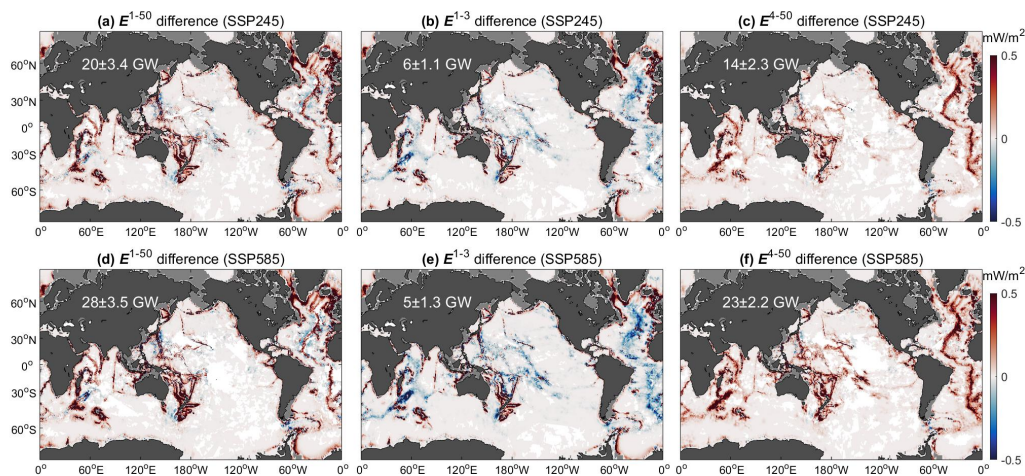 (a) E¹⁻⁵⁰ difference (SSP245) (b) E¹⁻³ difference (SSP245) (c) E⁴⁻⁵⁰ difference (SSP245)
mW/m²
20±3.4 GW 6±1.1 GW 14±2.3 GW
60°N
30°N
0°
30°S
60°S
0.5
0
-0.5
0° 60°E 120°E 180°W 120°W 60°W 0° 60°E 120°E 180°W 120°W 60°W 0° 60°E 120°E 180°W 120°W 60°W 0°
(d) E¹⁻⁵⁰ difference (SSP585) (e) E¹⁻³ difference (SSP585) (f) E⁴⁻⁵⁰ difference (SSP585)
mW/m²
28±3.5 GW 5±1.3 GW 23±2.2 GW
60°N
30°N
0°
30°S
60°S
0.5
0
-0.5
0° 60°E 120°E 180°W 120°W 60°W 0° 60°E 120°E 180°W 120°W 60°W 0° 60°E 120°E 180°W 120°W 60°W 0°